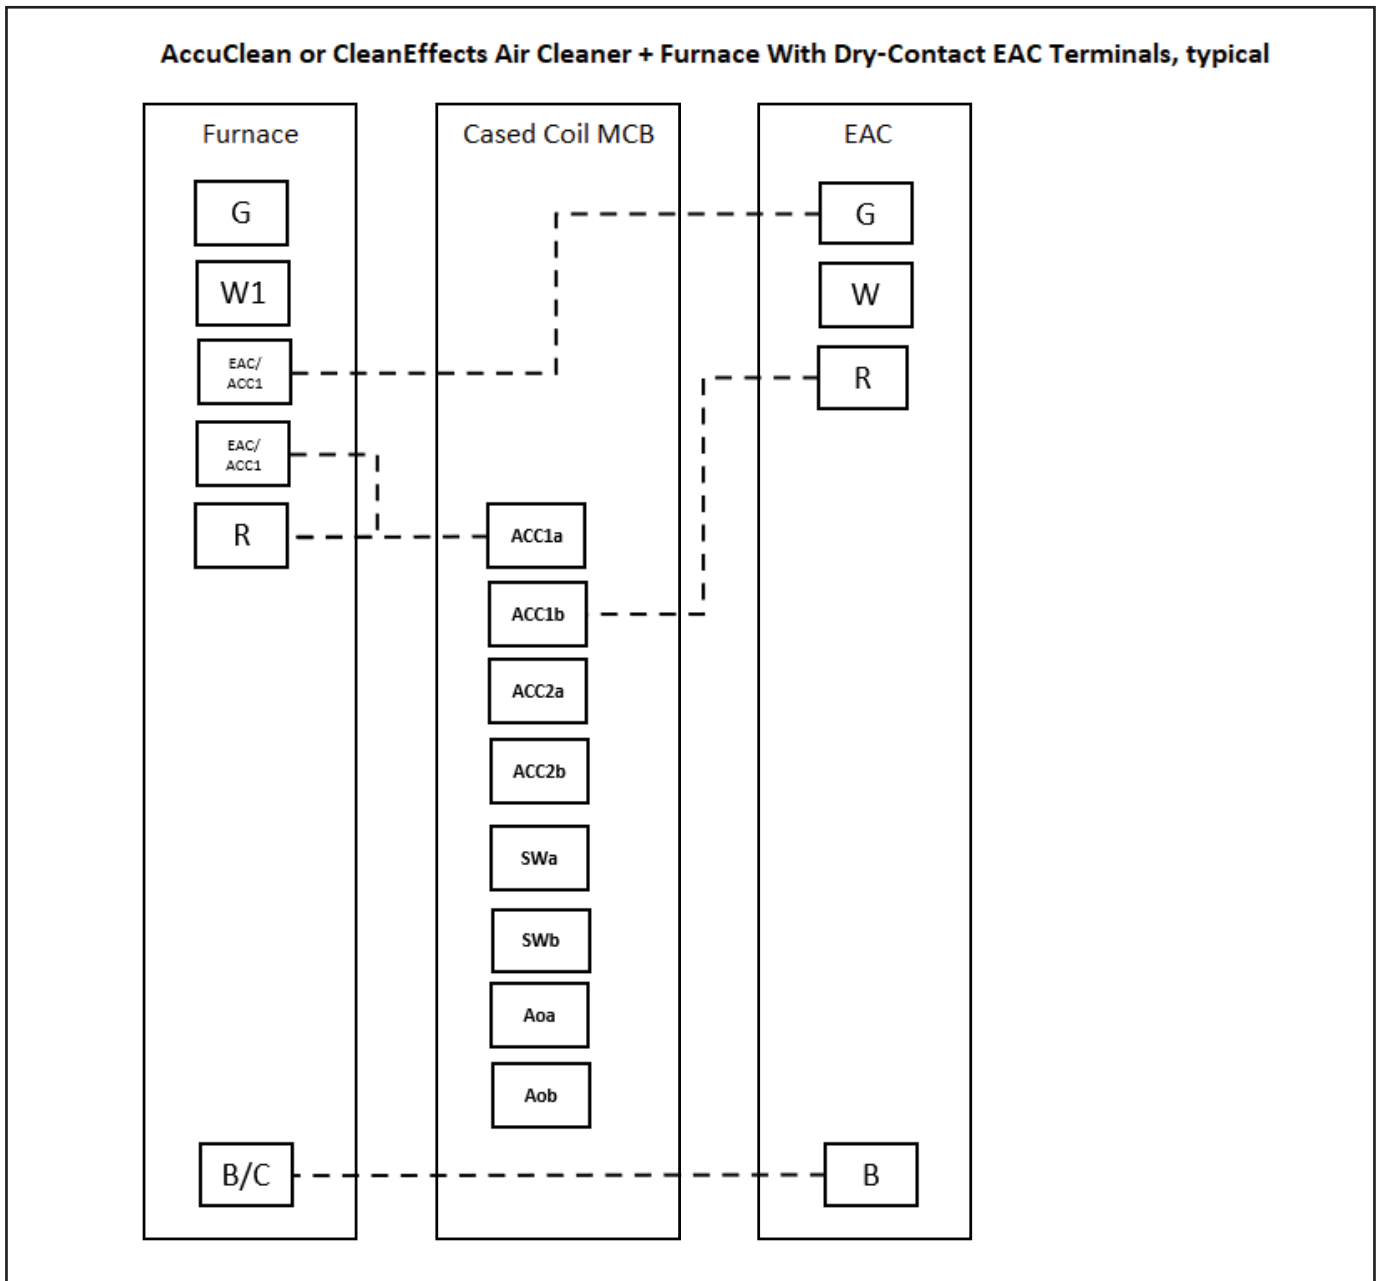 AccuClean or CleanEffects Air Cleaner + Furnace With Dry-Contact EAC Terminals, typical
Furnace
G
W1
EAC/
ACC1
EAC/
ACC1
R
B/C
Cased Coil MCB
ACC1a
ACC1b
ACC2a
ACC2b
SWa
SWb
Aoa
Aob
EAC
G
W
R
B